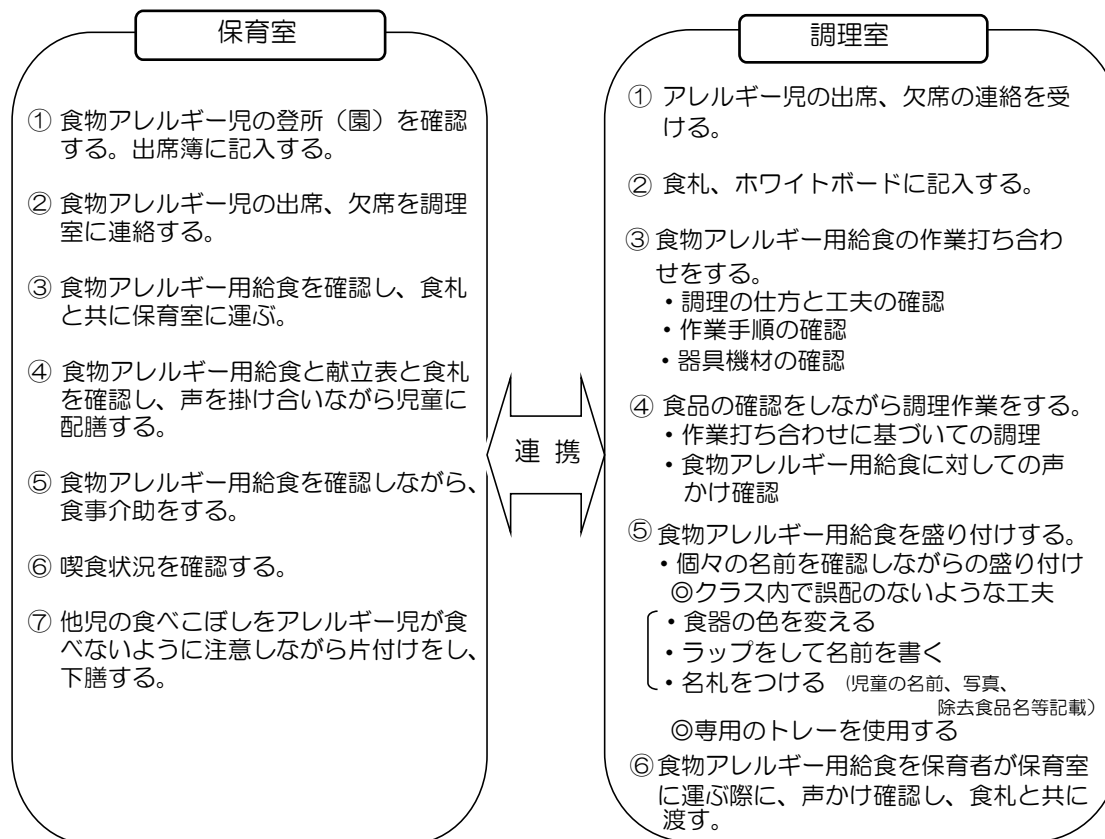 保育室
① 食物アレルギー児の登所（園）を確認
する。出席簿に記入する。
② 食物アレルギー児の出席、欠席を調理
室に連絡する。
③ 食物アレルギー用給食を確認し、食札
と共に保育室に運ぶ。
④ 食物アレルギー用給食と献立表と食札
を確認し、声を掛け合いながら児童に
配膳する。
⑤ 食物アレルギー用給食を確認しながら、
食事介助をする。
⑥ 喫食状況を確認する。
⑦ 他児の食べこぼしをアレルギー児が食
べないように注意しながら片付けをし、
下膳する。
連 携
調理室
① アレルギー児の出席、欠席の連絡を受
ける。
② 食札、ホワイトボードに記入する。
③ 食物アレルギー用給食の作業打ち合わ
せをする。
・調理の仕方と工夫の確認
・作業手順の確認
・器具機材の確認
④ 食品の確認をしながら調理作業をする。
・作業打ち合わせに基づいての調理
・食物アレルギー用給食に対しての声
かけ確認
⑤ 食物アレルギー用給食を盛り付けする。
・個々の名前を確認しながらの盛り付け
◎クラス内で誤配のないような工夫
・食器の色を変える
・ラップをして名前を書く
・名札をつける （児童の名前、写真、
除去食品名等記載）
◎専用のトレーを使用する
⑥ 食物アレルギー用給食を保育者が保育室
に運ぶ際に、声かけ確認し、食札と共に
渡す。